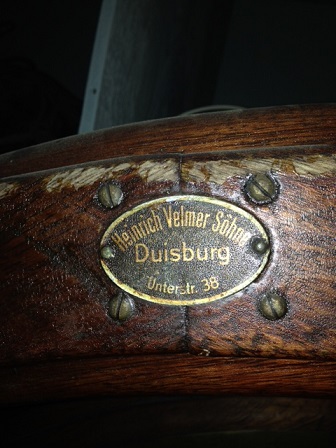 Heinrich Velmer Söhne
Duisburg
Unterstr. 38